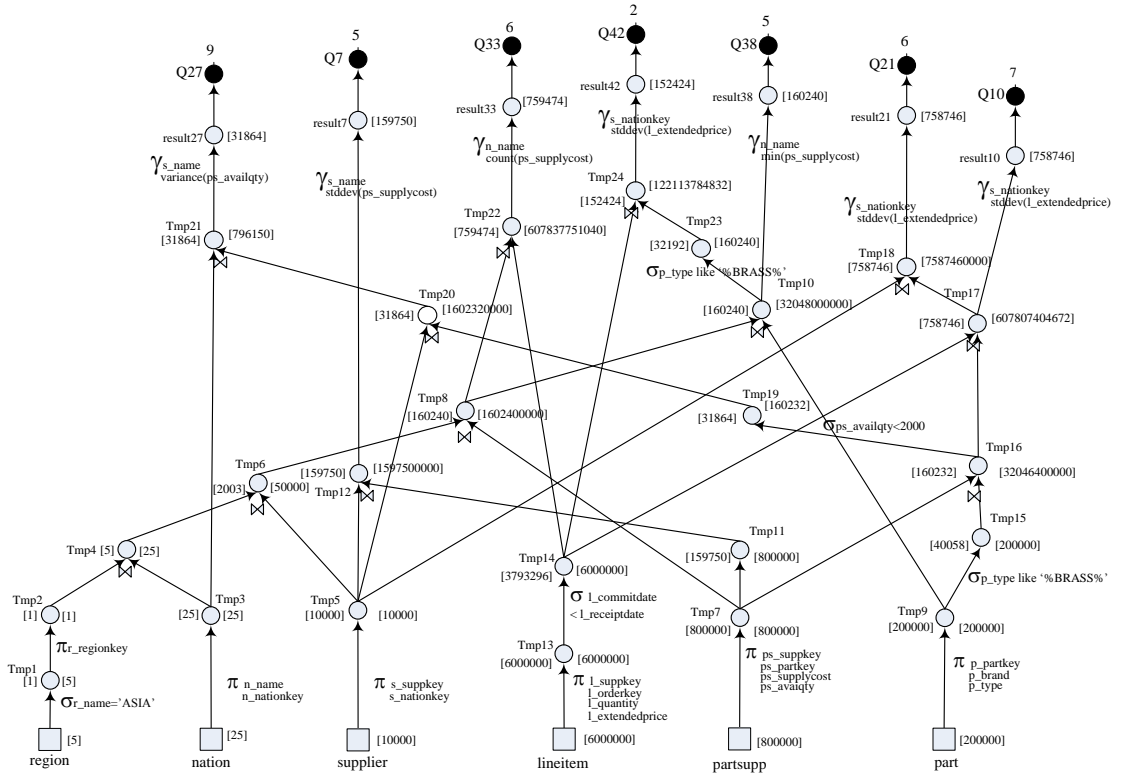 2
9
5
6
5
6
7
Q27
Q7
Q33
Q42
Q38
Q21
Q10
result42 [152424]
result38 [160240]
result33 [759474]
result7 [159750]
result21 [758746]
result27 [31864]
result10 [758746]
γ s_nationkey
stddev(l_extendedprice)
γ n_name
count(ps_supplycost)
γ n_name
min(ps_supplycost)
γ s_name
variance(ps_availqty)
γ s_name
stddev(ps_supplycost)
γ s_nationkey
stddev(l_extendedprice)
γ s_nationkey
stddev(l_extendedprice)
Tmp24
[152424] [122113784832]
Tmp22
[759474] [607837751040]
Tmp23
[32192] [160240]
Tmp21
[31864] [796150]
σp_type like '%BRASS%'
Tmp18
[758746] [7587460000]
Tmp10
[160240] [32048000000]
Tmp20
[31864] [1602320000]
Tmp17
[758746] [607807404672]
Tmp8
[160240] [1602400000]
Tmp19
[31864] [160232]
σps_availqty<2000
Tmp6
[2003] [50000]
[159750] [1597500000]
Tmp12
Tmp16
[160232] [32046400000]
Tmp15
[40058] [200000]
Tmp4 [5] [25]
Tmp11
[159750] [800000]
Tmp14
[3793296] [6000000]
σp_type like '%BRASS%'
σ l_commitdate
< l_receiptdate
Tmp2
[1] [1]
Tmp3
[25] [25]
Tmp5
[10000] [10000]
Tmp7
[800000] [800000]
Tmp9
[200000] [200000]
πr_regionkey
Tmp13
[6000000] [6000000]
Tmp1
[1] [5]
π n_name
n_nationkey
π s_suppkey
s_nationkey
π l_suppkey
l_orderkey
l_quantity
l_extendedprice
π ps_suppkey
ps_partkey
ps_supplycost
ps_avaiqty
π p_partkey
p_brand
p_type
σr_name='ASIA'
[5]
[25]
[10000]
[6000000]
[800000]
[200000]
region
nation
supplier
lineitem
partsupp
part